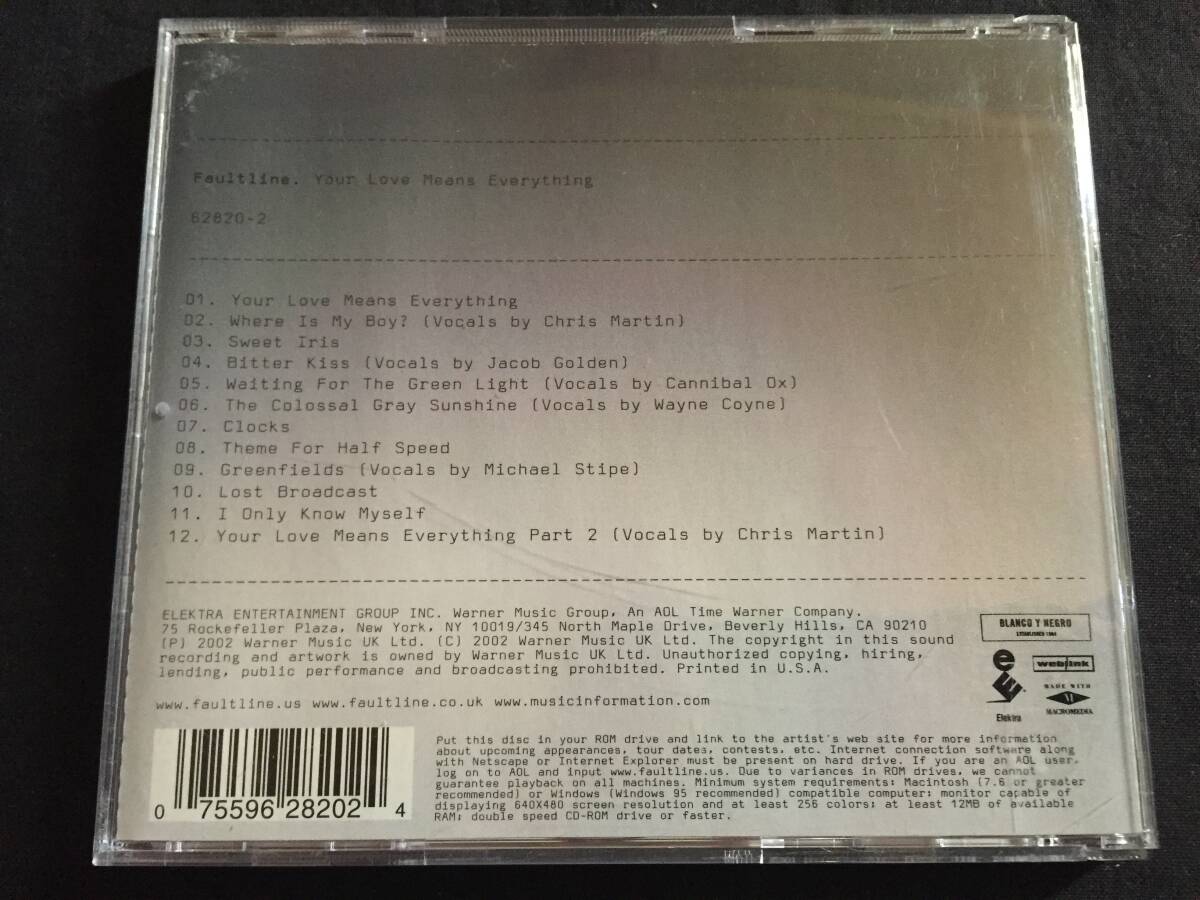 Faultline. Your Love Means Everything
62820-2
01. Your Love Means Everything
02. Where Is My Boy? (Vocals by Chris Martin)
03. Sweet Iris
04. Bitter Kiss (Vocals by Jacob Golden)
05. Waiting For The Green Light (Vocals by Cannibal Ox)
06. The Colossal Gray Sunshine (Vocals by Wayne Coyne)
07. Clocks
08. Theme For Half Speed
09. Greenfields (Vocals by Michael Stipe)
10. Lost Broadcast
11. I Only Know Myself
12. Your Love Means Everything Part 2 (Vocals by Chris Martin)
ELEKTRA ENTERTAINMENT GROUP INC. Warner Music Group, An AOL Time Warner Company.
75 Rockefeller Plaza, New York, NY 10019/345 North Maple Drive, Beverly Hills, CA 90210
(P) 2002 Warner Music UK Ltd. (C) 2002 Warner Music UK Ltd. The copyright in this sound
recording and artwork is owned by Warner Music UK Ltd. Unauthorized copying, hiring,
lending, public performance and broadcasting prohibited. Printed in U.S.A.
www.faultline.us www.faultline.co.uk www.musicinformation.com
BLANCO Y NEGRO
ESTABLISHED 1984
weblink
Elektra
MADE WITH
MACROMEDIA
Put this disc in your ROM drive and link to the artist's web site for more information
about upcoming appearances, tour dates, contests, etc. Internet connection software along
with Netscape or Internet Explorer must be present on hard drive. If you are an AOL user,
log on to AOL and input www.faultline.us. Due to variances in ROM drives, we cannot
guarantee playback on all machines. Minimum system requirements: Macintosh (7.6 or greater
recommended) or Windows (Windows 95 recommended) compatible computer; monitor capable of
displaying 640X480 screen resolution and at least 256 colors; at least 12MB of available
RAM; double speed CD-ROM drive or faster.
0 75596 28202 4